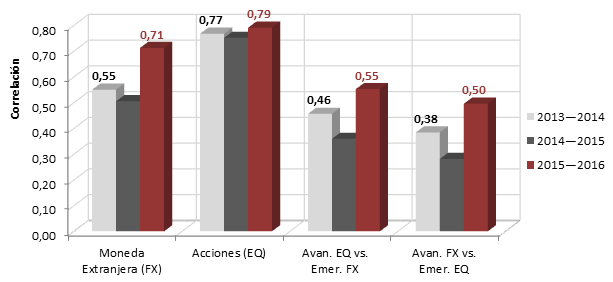 Correlación
0,80
0,70
0,60
0,50
0,40
0,30
0,20
0,10
0,00
0,55
0,71
0,77
0,79
0,46
0,55
0,38
0,50
Moneda
Extranjera (FX)
Acciones (EQ)
Avan. EQ vs.
Emer. FX
Avan. FX vs.
Emer. EQ
2013—2014
2014—2015
2015—2016